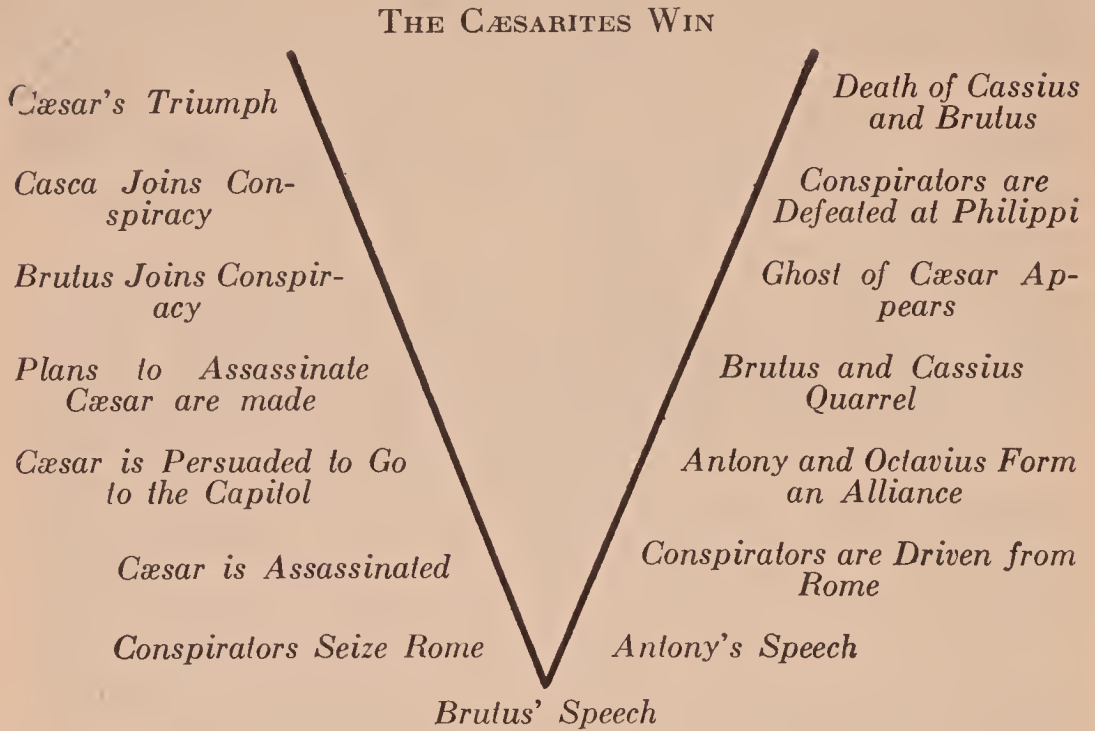 THE CÆSARITES WIN
Cæsar's Triumph
Casca Joins Con-
spiracy
Brutus Joins Conspir-
acy
Plans to Assassinate
Cæsar are made
Cæsar is Persuaded to Go
to the Capitol
Cæsar is Assassinated
Conspirators Seize Rome
Brutus' Speech
Antony's Speech
Conspirators are Driven from
Rome
Antony and Octavius Form
an Alliance
Brutus and Cassius
Quarrel
Ghost of Cæsar Ap-
pears
Conspirators are
Defeated at Philippi
Death of Cassius
and Brutus